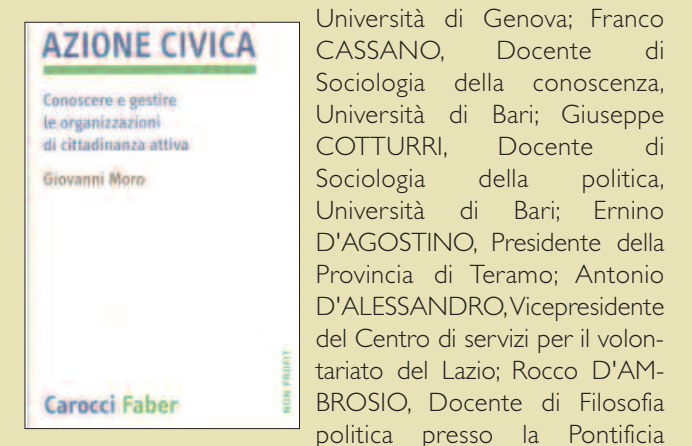 AZIONE CIVICA
Conoscere e gestire
le organizzazioni
di cittadinanza attiva
Giovanni Moro
NON PROFIT
Carocci Faber
Università di Genova; Franco
CASSANO, Docente di
Sociologia della conoscenza,
Università di Bari; Giuseppe
COTTURRI, Docente di
Sociologia della politica,
Università di Bari; Ernino
D'AGOSTINO, Presidente della
Provincia di Teramo; Antonio
D'ALESSANDRO, Vicepresidente
del Centro di servizi per il volon-
tariato del Lazio; Rocco D'AM-
BROSIO, Docente di Filosofia
politica presso la Pontificia